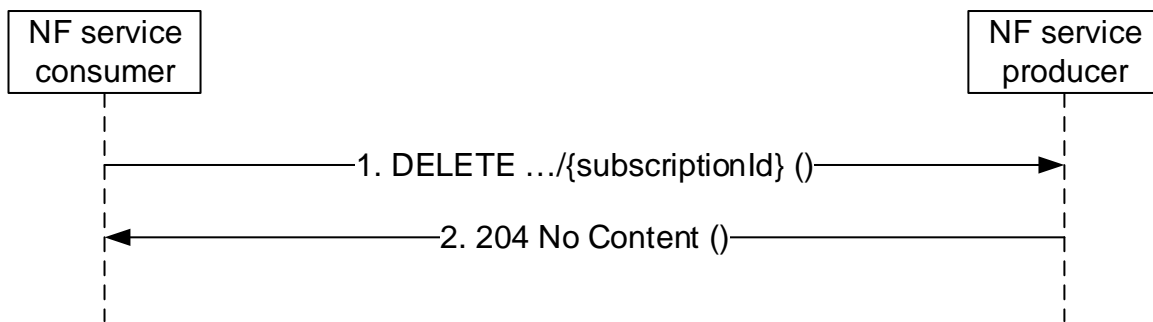 NF service
consumer
NF service
producer
1. DELETE …/{subscriptionId} ()
2. 204 No Content ()